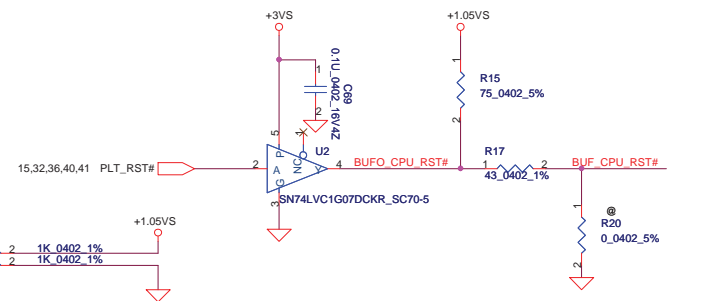 +3VS
+1.05VS
1
0.1U_0402_16V4Z
C69
2
1
R15
75_0402_5%
2
5
1
U2
P
NC
15,32,36,40,41 PLT_RST#
2
A
Y
4
BUFO_CPU_RST#
G
3
SN74LVC1G07DCKR_SC70-5
R17
1
2
43_0402_1%
BUF_CPU_RST#
1
@
R20
0_0402_5%
2
+1.05VS
2 1K_0402_1%
2 1K_0402_1%